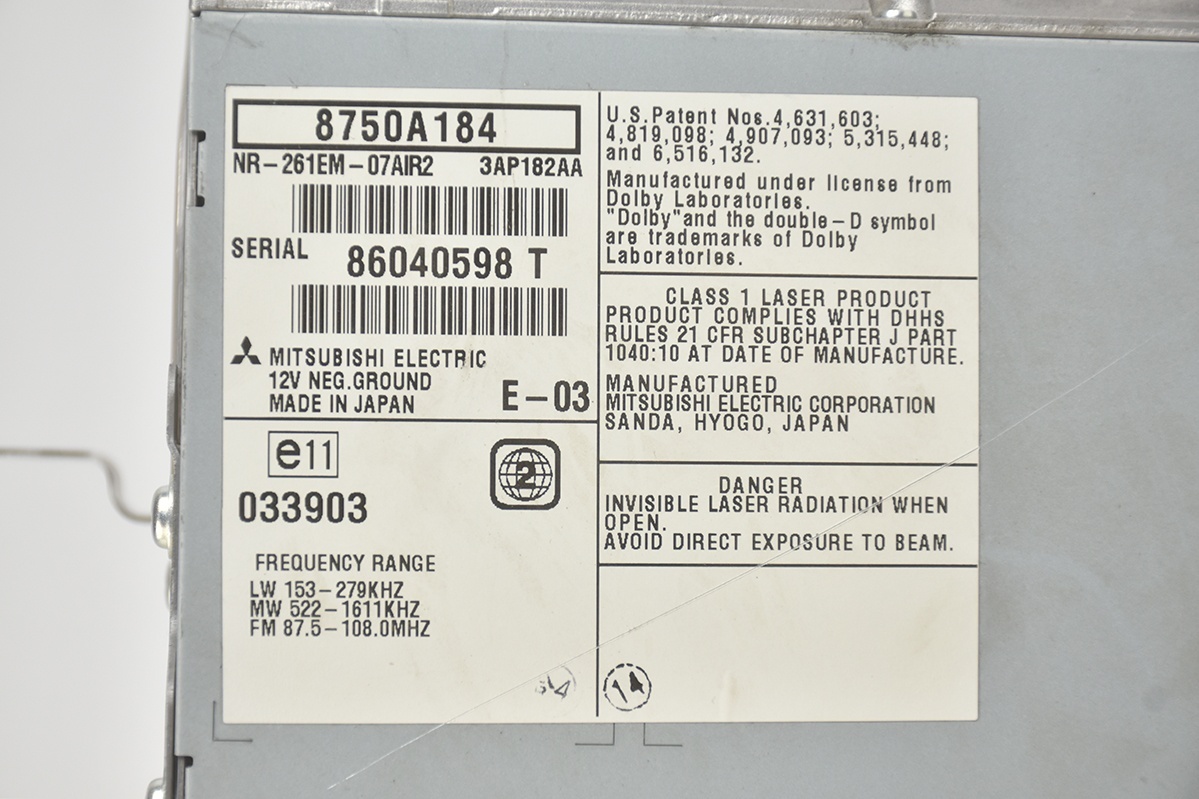 8750A184
NR-261EM-07AIR2 3AP182AA
SERIAL 86040598 T
MITSUBISHI ELECTRIC
12V NEG.GROUND
MADE IN JAPAN E-03
e11
2
033903
FREQUENCY RANGE
LW 153-279KHZ
MW 522-1611KHZ
FM 87.5-108.0MHZ
U.S.Patent Nos.4,631,603;
4,819,098; 4,907,093; 5,315,448;
and 6,516,132.
Manufactured under license from
Dolby Laboratories.
"Dolby"and the double-D symbol
are trademarks of Dolby
Laboratories.
CLASS 1 LASER PRODUCT
PRODUCT COMPLIES WITH DHHS
RULES 21 CFR SUBCHAPTER J PART
1040:10 AT DATE OF MANUFACTURE.
MANUFACTURED
MITSUBISHI ELECTRIC CORPORATION
SANDA, HYOGO, JAPAN
DANGER
INVISIBLE LASER RADIATION WHEN
OPEN.
AVOID DIRECT EXPOSURE TO BEAM.
14